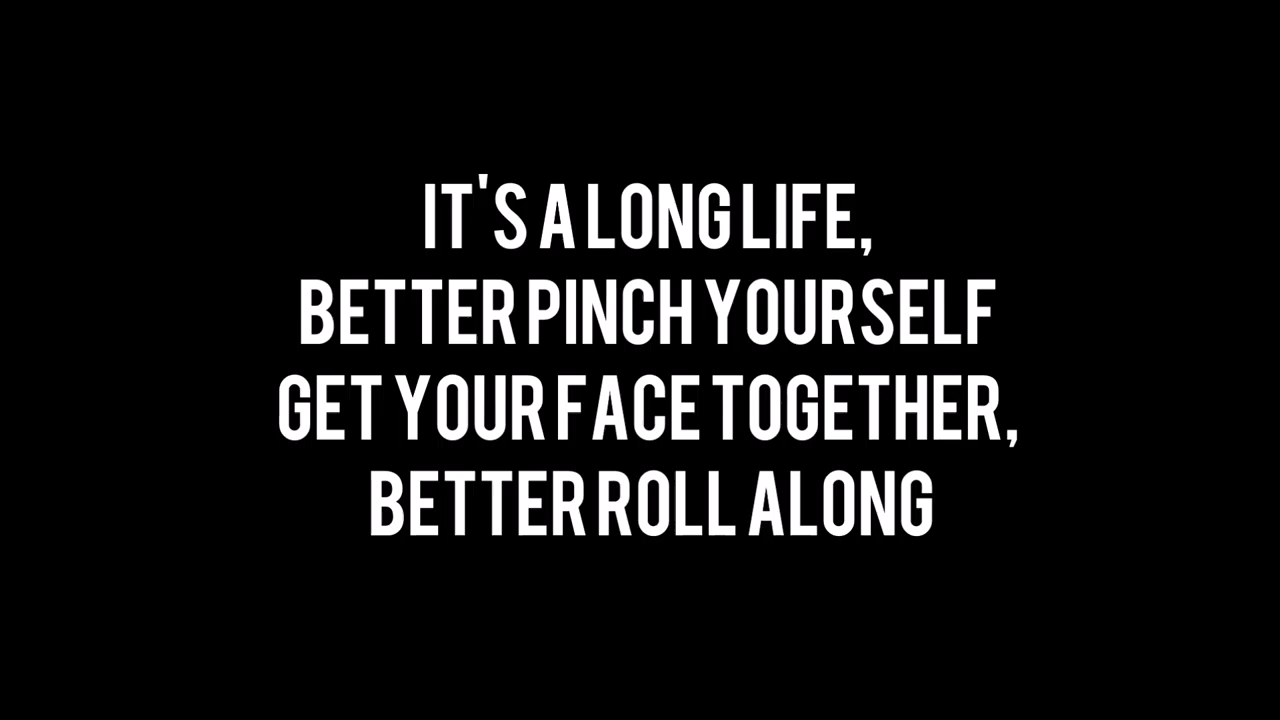 IT'S A LONG LIFE,
BETTER PINCH YOURSELF
GET YOUR FACE TOGETHER,
BETTER ROLL ALONG